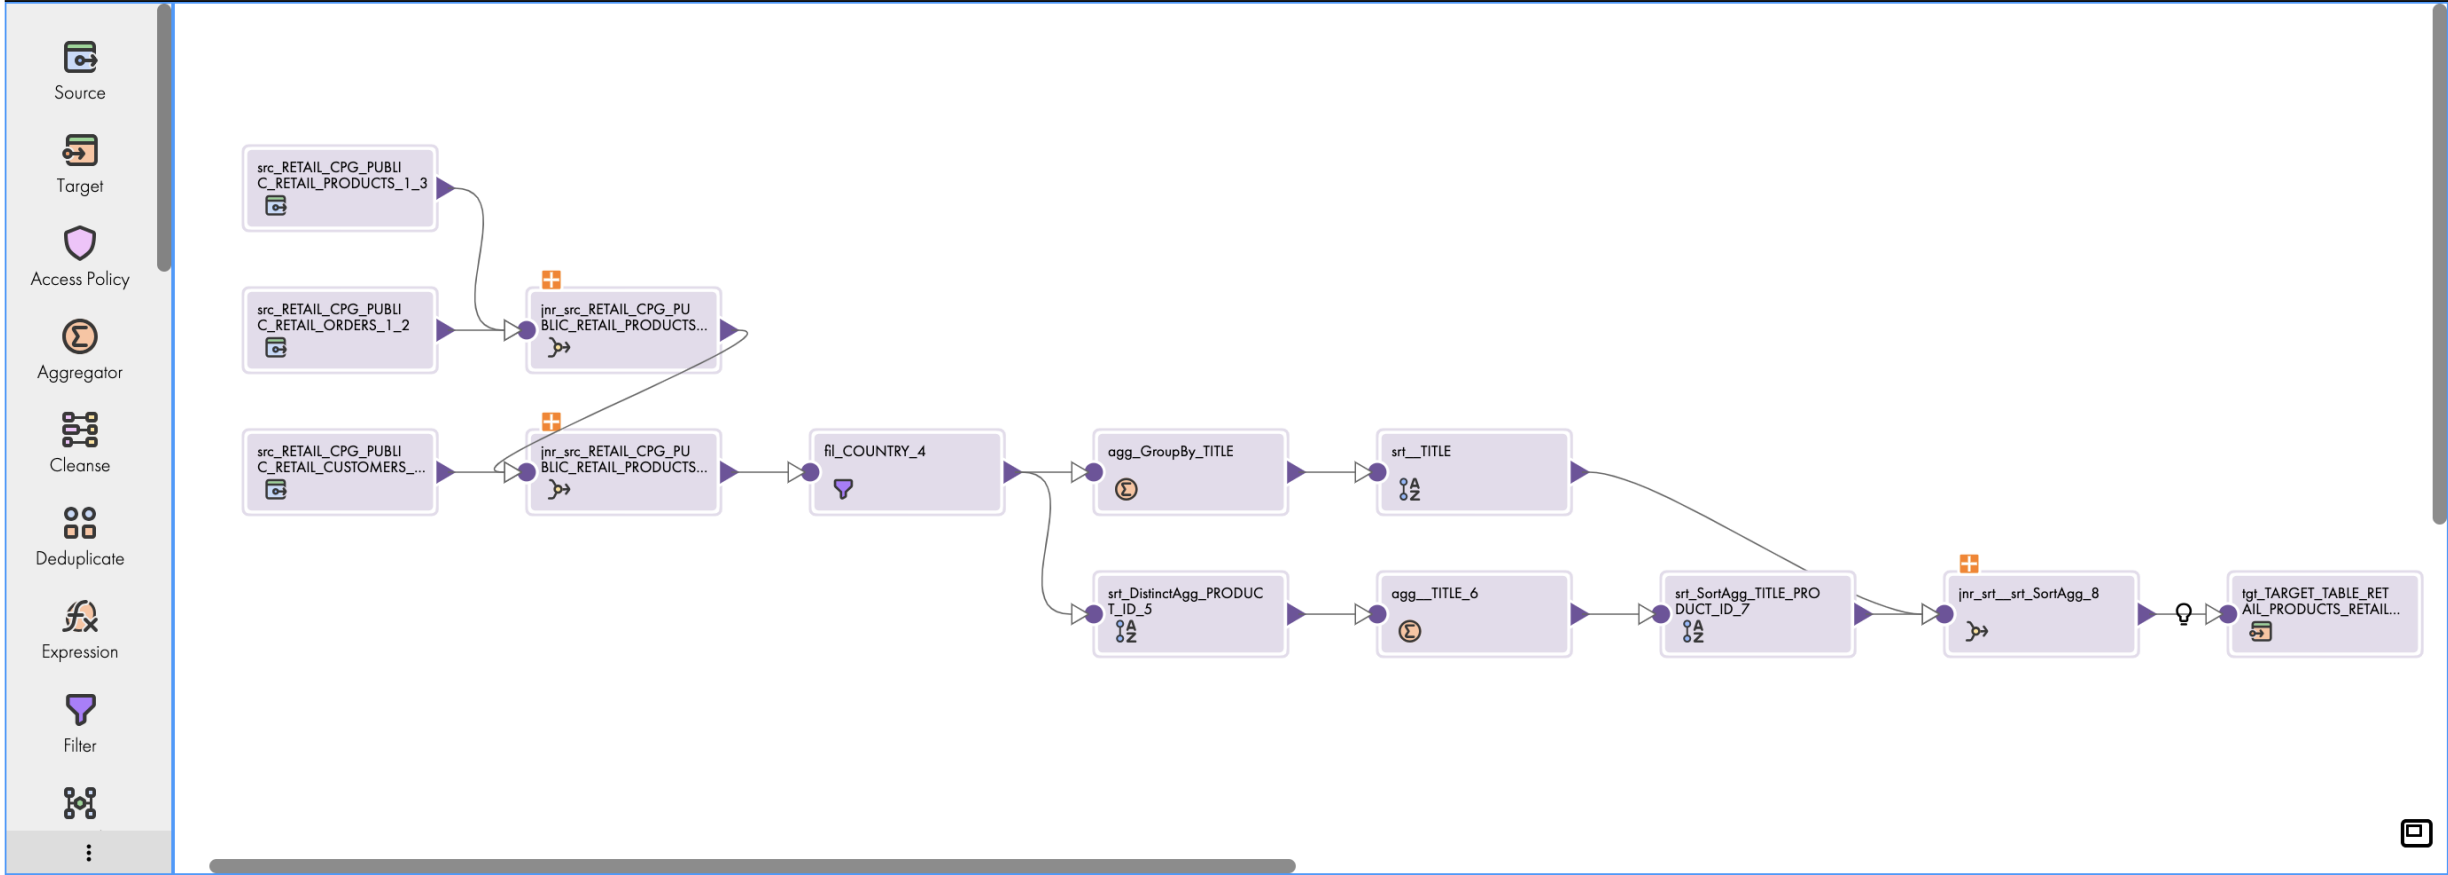 Source
Target
Access Policy
Aggregator
Cleanse
Deduplicate
Expression
Filter
src_RETAIL_CPG_PUBLI
C_RETAIL_PRODUCTS_1_3
src_RETAIL_CPG_PUBLI
C_RETAIL_ORDERS_1_2
jnr_src_RETAIL_CPG_PU
BLIC_RETAIL_PRODUCTS...
src_RETAIL_CPG_PUBLI
C_RETAIL_CUSTOMERS_...
jnr_src_RETAIL_CPG_PU
BLIC_RETAIL_PRODUCTS...
fil_COUNTRY_4
agg_GroupBy_TITLE
srt__TITLE
srt_DistinctAgg_PRODUC
T_ID_5
agg__TITLE_6
srt_SortAgg_TITLE_PRO
DUCT_ID_7
jnr_srt__srt_SortAgg_8
tgt_TARGET_TABLE_RET
AIL_PRODUCTS_RETAIL...